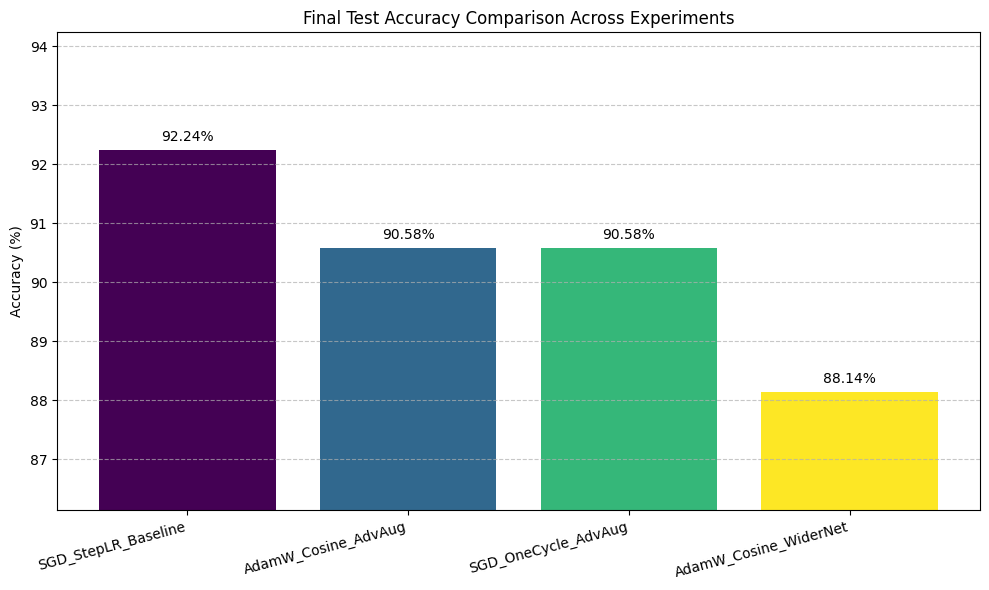 Final Test Accuracy Comparison Across Experiments
Accuracy (%)
94
93
92
91
90
89
88
87
92.24%
90.58%
90.58%
88.14%
SGD_StepLR_Baseline
AdamW_Cosine_AdvAug
SGD_OneCycle_AdvAug
AdamW_Cosine_WiderNet